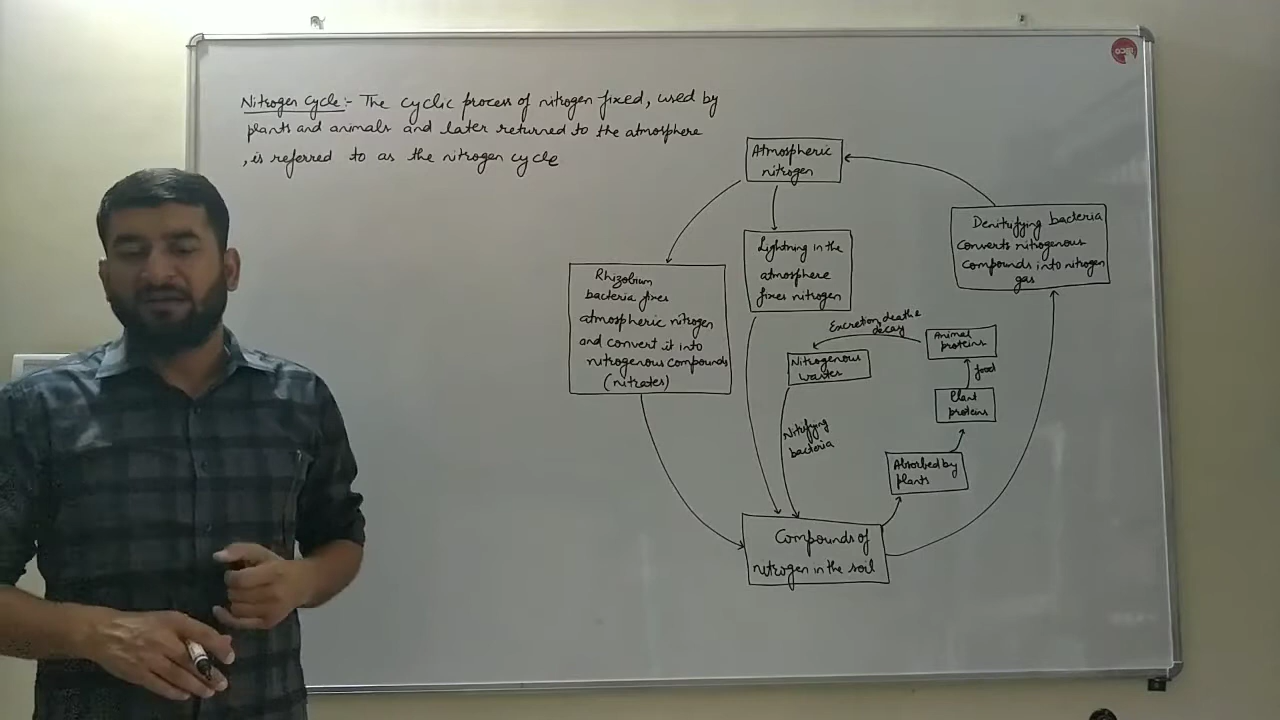 Nitrogen Cycle:- The cyclic process of nitrogen fixed, used by
plants and animals and later returned to the atmosphere
, is referred to as the nitrogen cycle
Atmospheric
nitrogen
Denitrifying bacteria
converts nitrogenous
compounds into nitrogen
gas
Lightning in the
atmosphere
fixes nitrogen
Rhizobium
bacteria fixes
atmospheric nitrogen
and convert it into
nitrogenous compounds
(nitrates)
Excretion, death &
decay
Animal
proteins
Nitrogenous
wastes
food
Plant
proteins
Nitrifying
bacteria
Absorbed by
plants
Compounds of
nitrogen in the soil